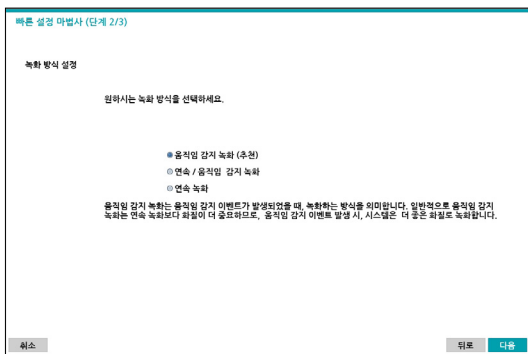 빠른 설정 마법사 (단계 2/3)
녹화 방식 설정
원하시는 녹화 방식을 선택하세요.
움직임 감지 녹화 (추천)
연속 / 움직임 감지 녹화
연속 녹화
움직임 감지 녹화는 움직임 감지 이벤트가 발생되었을 때, 녹화하는 방식을 의미합니다. 일반적으로 움직임 감지
녹화는 연속 녹화보다 화질이 더 중요하므로, 움직임 감지 이벤트 발생 시, 시스템은 더 좋은 화질로 녹화합니다.
취소
뒤로
다음